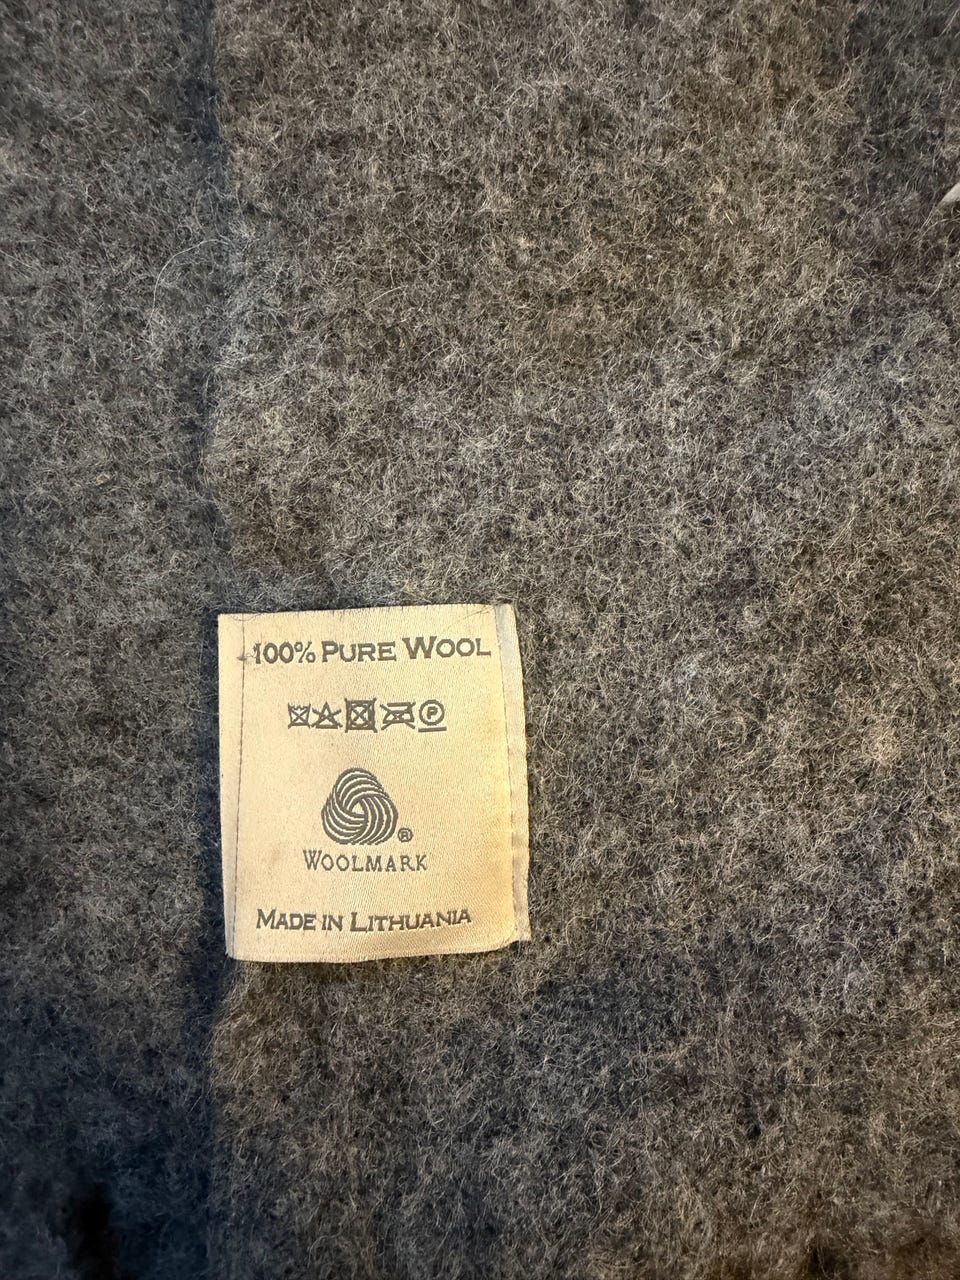 100% PURE WOOL
P
®
WOOLMARK
MADE IN LITHUANIA